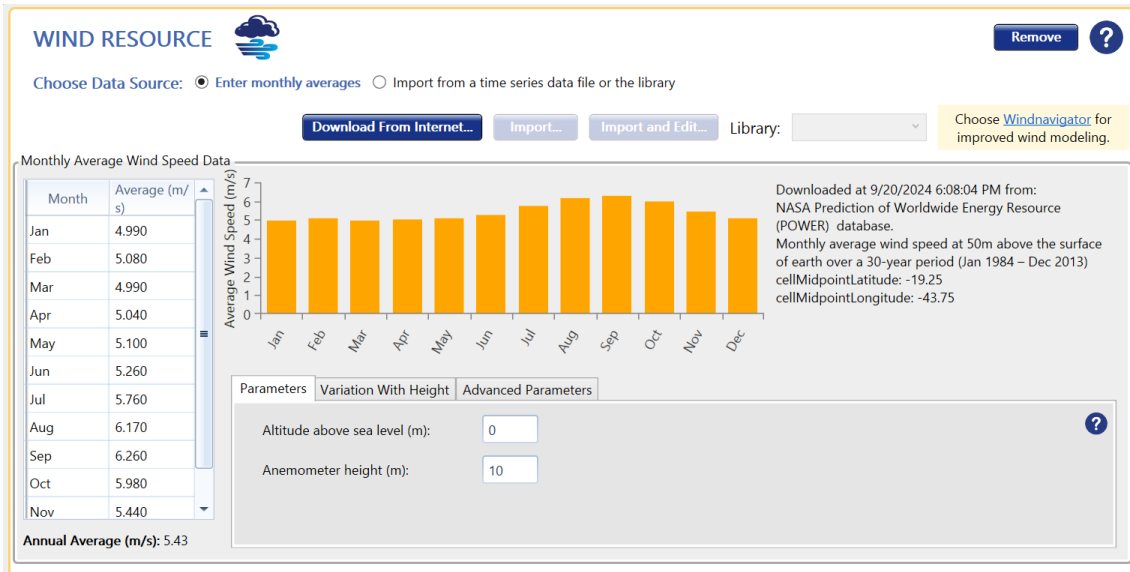 WIND RESOURCE
Remove
?
Choose Data Source: Enter monthly averages Import from a time series data file or the library
Download From Internet... Import... Import and Edit... Library:
Choose Windnavigator for
improved wind modeling.
Monthly Average Wind Speed Data
Month Average (m/
s)
Jan 4.990
Feb 5.080
Mar 4.990
Apr 5.040
May 5.100
Jun 5.260
Jul 5.760
Aug 6.170
Sep 6.260
Oct 5.980
Nov 5.440
Annual Average (m/s): 5.43
Average Wind Speed (m/s)
7
6
5
4
3
2
1
0
Jan Feb Mar Apr May Jun Jul Aug Sep Oct Nov Dec
Downloaded at 9/20/2024 6:08:04 PM from:
NASA Prediction of Worldwide Energy Resource
(POWER) database.
Monthly average wind speed at 50m above the surface
of earth over a 30-year period (Jan 1984 – Dec 2013)
cellMidpointLatitude: -19.25
cellMidpointLongitude: -43.75
Parameters Variation With Height Advanced Parameters
Altitude above sea level (m): 0
?
Anemometer height (m): 10